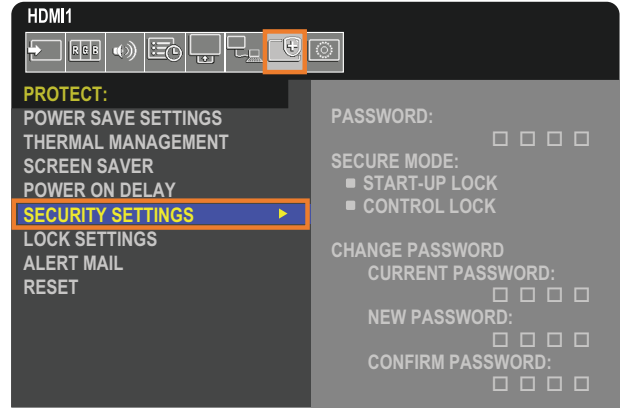 HDMI1
RGB
PROTECT:
POWER SAVE SETTINGS
THERMAL MANAGEMENT
SCREEN SAVER
POWER ON DELAY
SECURITY SETTINGS
LOCK SETTINGS
ALERT MAIL
RESET
PASSWORD:
SECURE MODE:
START-UP LOCK
CONTROL LOCK
CHANGE PASSWORD
CURRENT PASSWORD:
NEW PASSWORD:
CONFIRM PASSWORD: